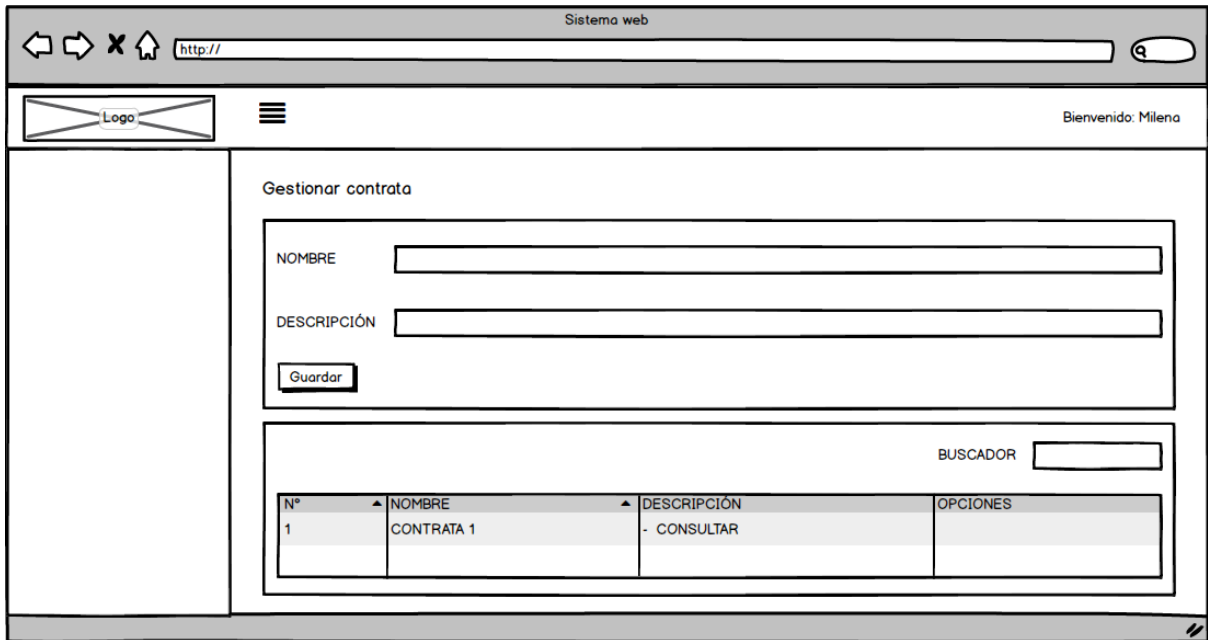 Sistema web
http://
Logo
Bienvenido: Milena
Gestionar contrata
NOMBRE
DESCRIPCIÓN
Guardar
BUSCADOR
Nº NOMBRE DESCRIPCIÓN OPCIONES
1 CONTRATA 1 - CONSULTAR